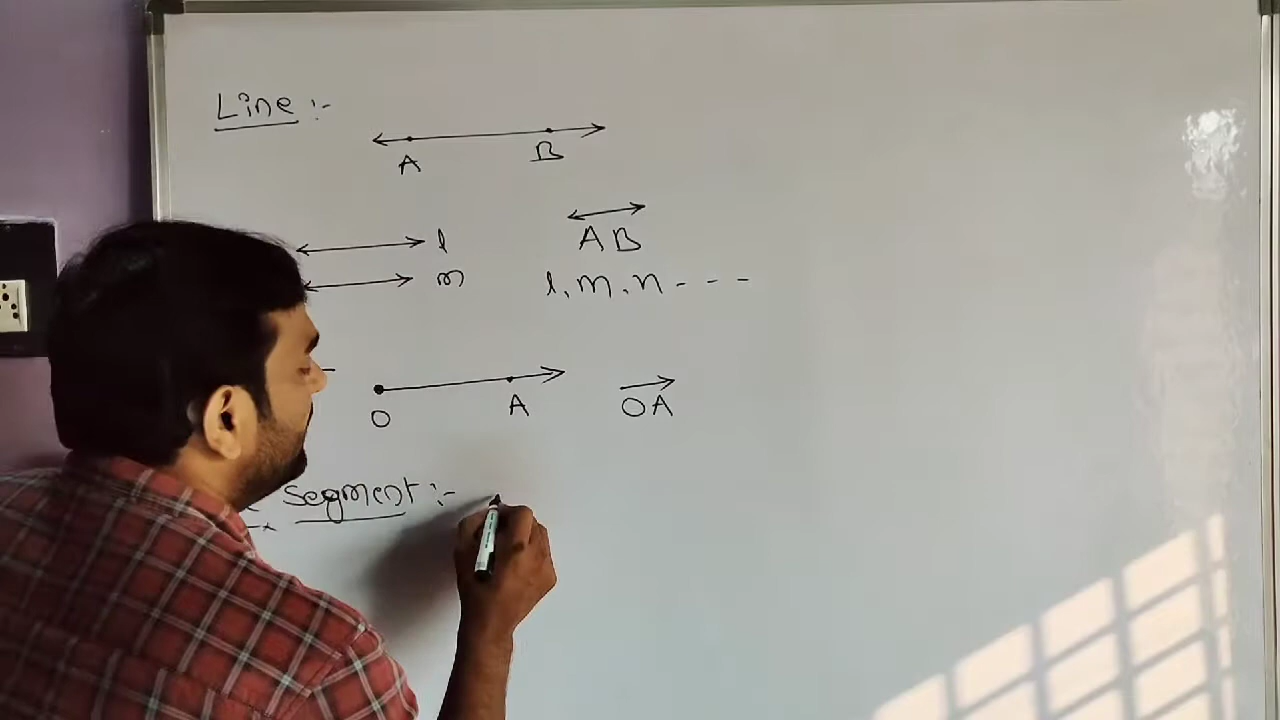 Line :-
A B
l AB
m l, m, n - - -
O A OA
Segment :-